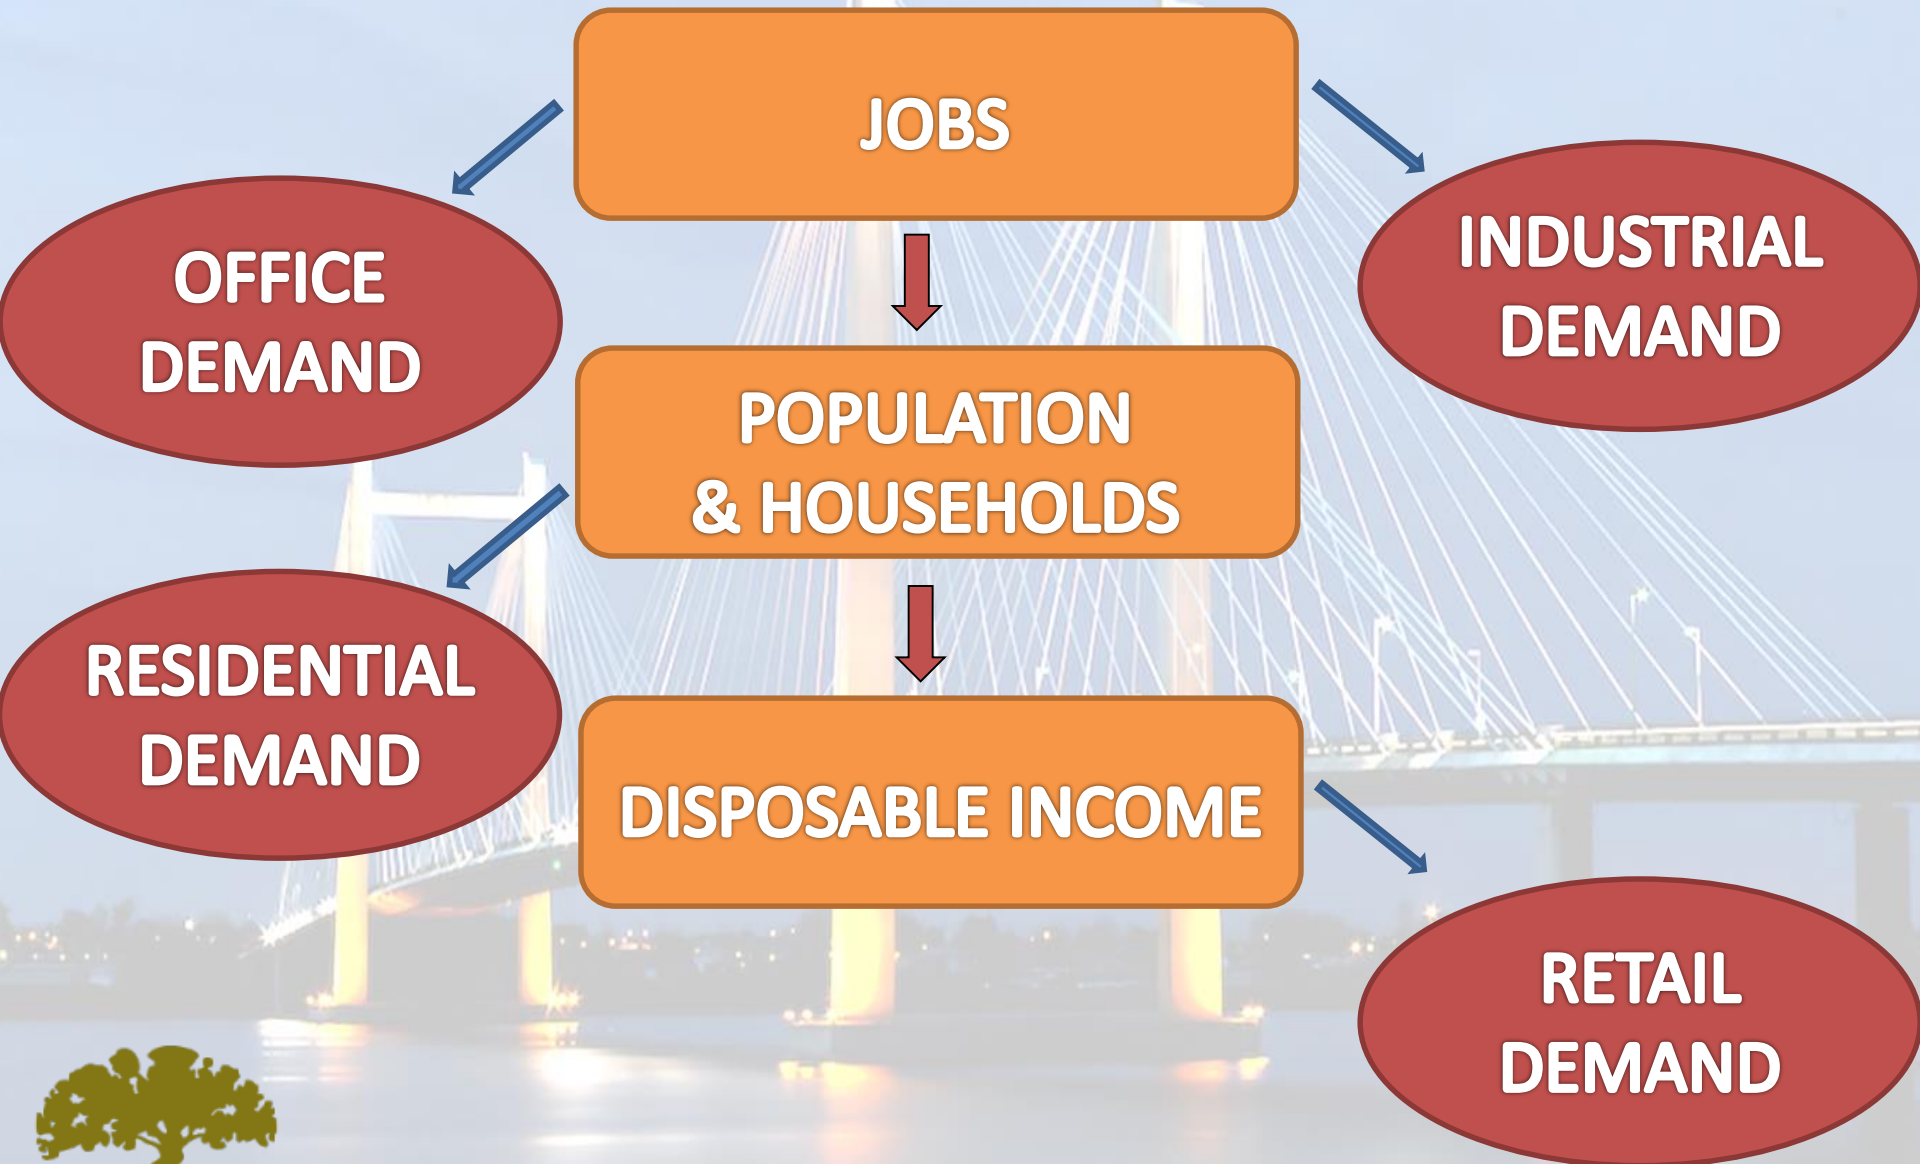 JOBS
OFFICE
DEMAND
INDUSTRIAL
DEMAND
POPULATION
& HOUSEHOLDS
RESIDENTIAL
DEMAND
DISPOSABLE INCOME
RETAIL
DEMAND